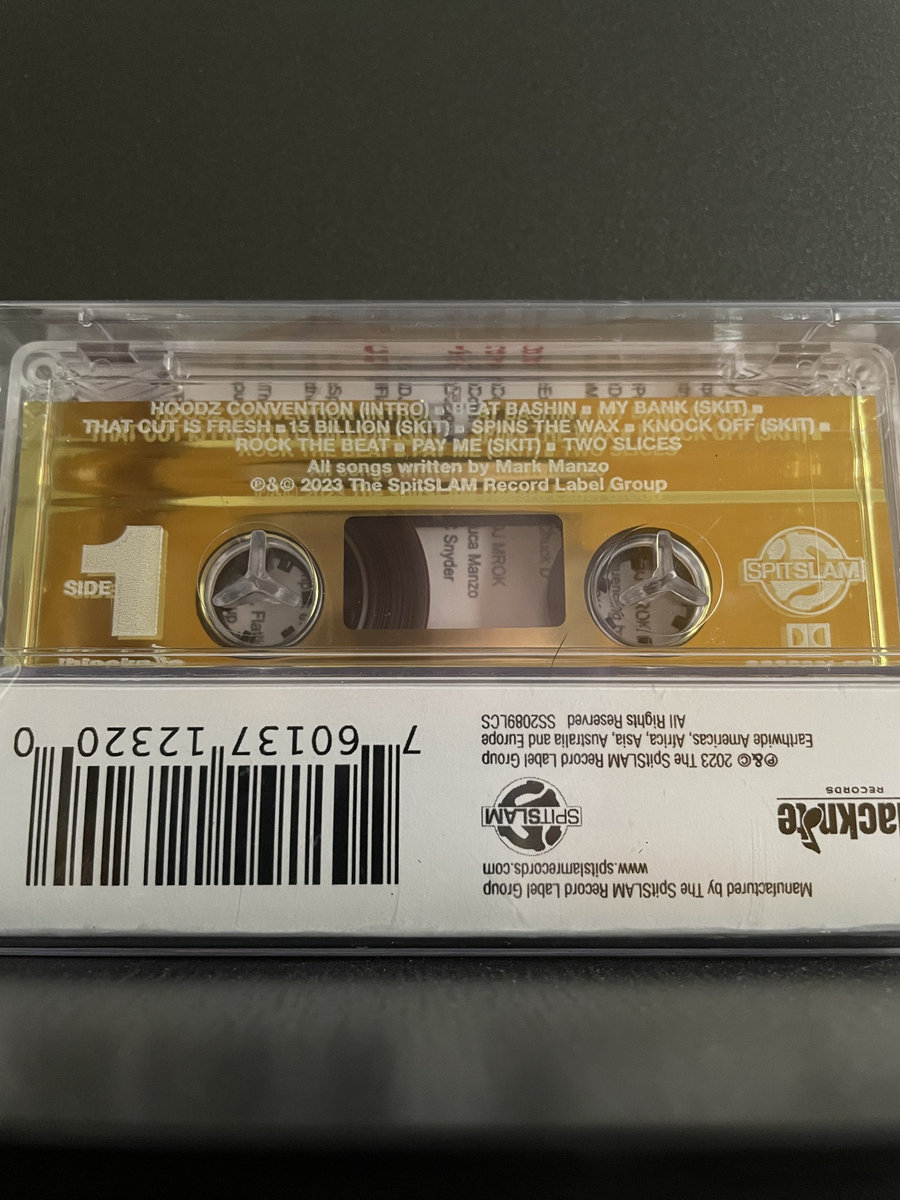 HOODZ CONVENTION (INTRO) ■ BEAT BASHIN ■ MY BANK (SKIT) ■
THAT CUT IS FRESH ■ 15 BILLION (SKIT) ■ SPINS THE WAX ■ KNOCK OFF (SKIT) ■
ROCK THE BEAT ■ PAY ME (SKIT) ■ TWO SLICES
All songs written by Mark Manzo
℗&© 2023 The SpitSLAM Record Label Group
SIDE 1
SPITSLAM
Chuck D
DJ MROK
Manzo
Snyder
Manufactured by The SpitSLAM Record Label Group
www.spitslamrecords.com
SPITSLAM
℗&© 2023 The SpitSLAM Record Label Group
Earthwide Americas, Africa, Asia, Australia and Europe
All Rights Reserved SS2089LCS
RECORDS
7 60137 12320 0